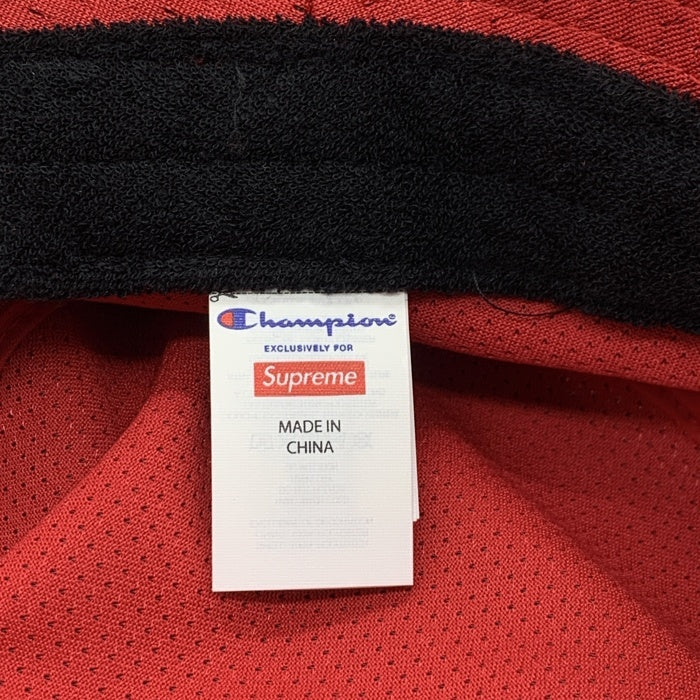 Champion®
EXCLUSIVELY FOR
Supreme
MADE IN
CHINA